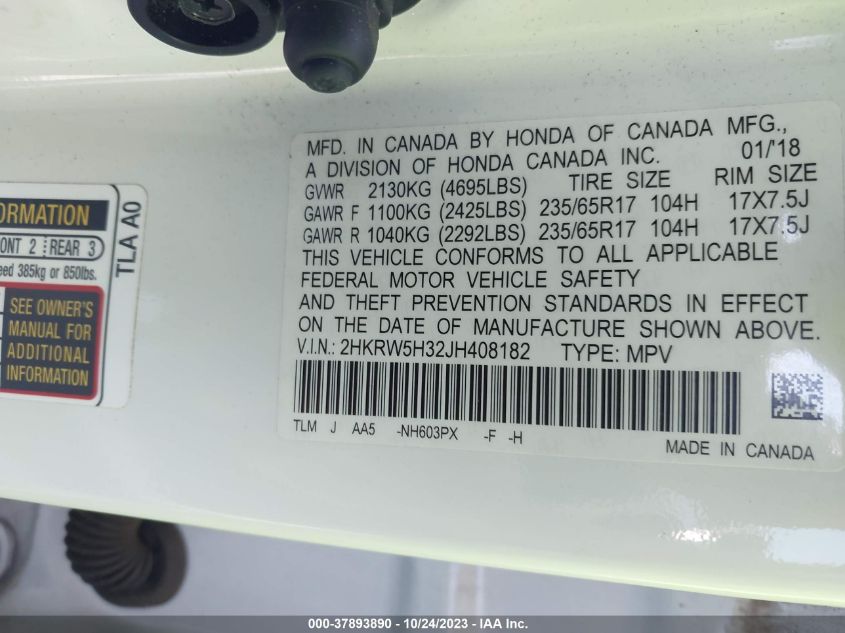 MFD. IN CANADA BY HONDA OF CANADA MFG.,
A DIVISION OF HONDA CANADA INC. 01/'18
GVWR 2130KG (4695LBS) TIRE SIZE RIM SIZE
GAWR F 1100KG (2425LBS) 235/65R17 104H 17X7.5J
GAWR R 1040KG (2292LBS) 235/65R17 104H 17X7.5J
THIS VEHICLE CONFORMS TO ALL APPLICABLE
FEDERAL MOTOR VEHICLE SAFETY
AND THEFT PREVENTION STANDARDS IN EFFECT
ON THE DATE OF MANUFACTURE SHOWN ABOVE.
V.I.N.: 2HKRW5H32JH408182 TYPE: MPV
TLM J AA5 -NH603PX -F -H
MADE IN CANADA
ORMATION
ONT 2 REAR 3
eed 385kg or 850lbs.
SEE OWNER'S
MANUAL FOR
ADDITIONAL
INFORMATION
TLA A0
000-37893890 - 10/24/2023 - IAAI Inc.